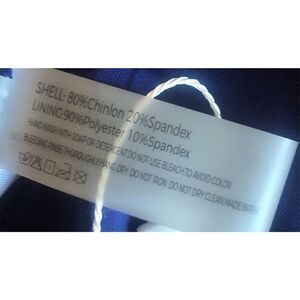 SHELL: 80%Chinlon 20%Spandex
LINING:90%Polyester 10%Spandex
HAND WASH WITH SOAP OR DETERGENT DO NOT USE BLEACH TO AVOID COLOR
BLEEDING RINSE THOROUGHLY HANG DRY. DO NOT IRON. DO NOT DRY CLEAN MADE IN